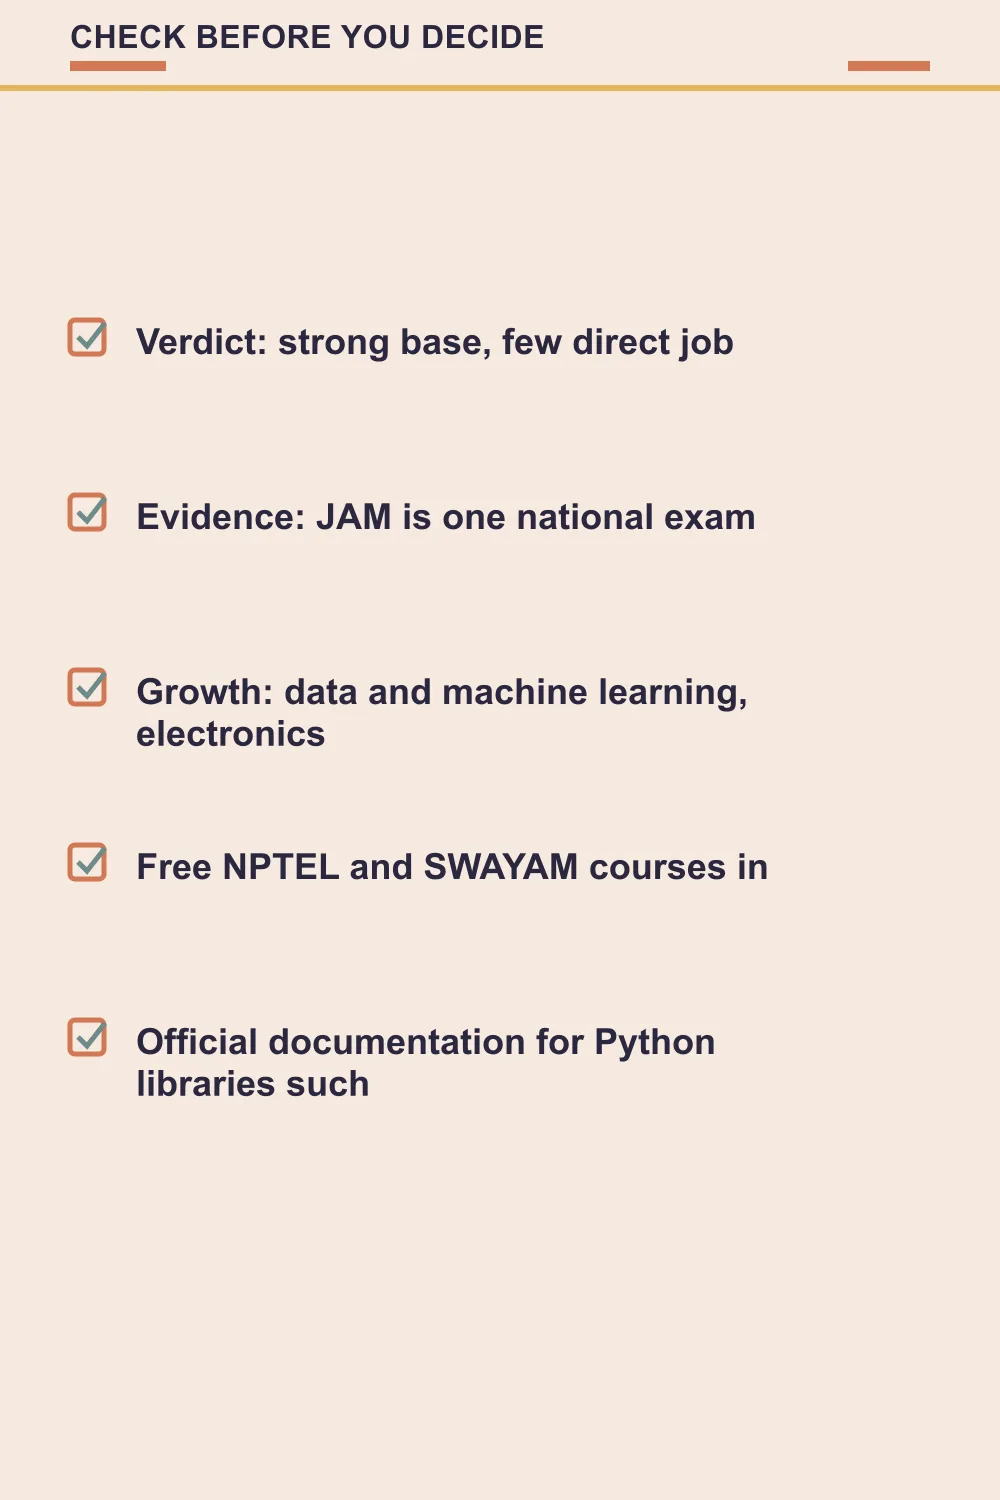 CHECK BEFORE YOU DECIDE
Verdict: strong base, few direct job
Evidence: JAM is one national exam
Growth: data and machine learning,
electronics
Free NPTEL and SWAYAM courses in
Official documentation for Python
libraries such